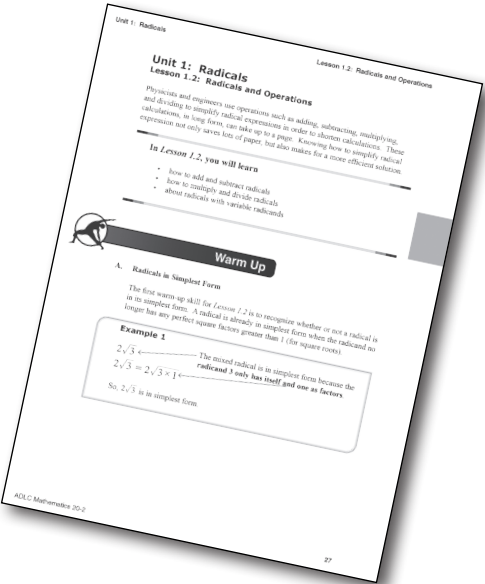 Unit 1: Radicals
Lesson 1.2: Radicals and Operations
Unit 1: Radicals
Lesson 1.2: Radicals and Operations
Physicists and engineers use operations such as adding, subtracting, multiplying,
and dividing to simplify radical expressions in order to shorten calculations. These
calculations, in long form, can take up to a page. Knowing how to simplify radical
expression not only saves lots of paper, but also makes for a more efficient solution.
In Lesson 1.2, you will learn
• how to add and subtract radicals
• how to multiply and divide radicals
• about radicals with variable radicands
Warm Up
A. Radicals in Simplest Form
The first warm-up skill for Lesson 1.2 is to recognize whether or not a radical is
in its simplest form. A radical is already in simplest form when the radicand no
longer has any perfect square factors greater than 1 (for square roots).
Example 1
2√3 ← The mixed radical is in simplest form because the
2√3 = 2√3 × 1 ← radicand 3 only has itself and one as factors.
So, 2√3 is in simplest form.
ADLC Mathematics 20-2
27